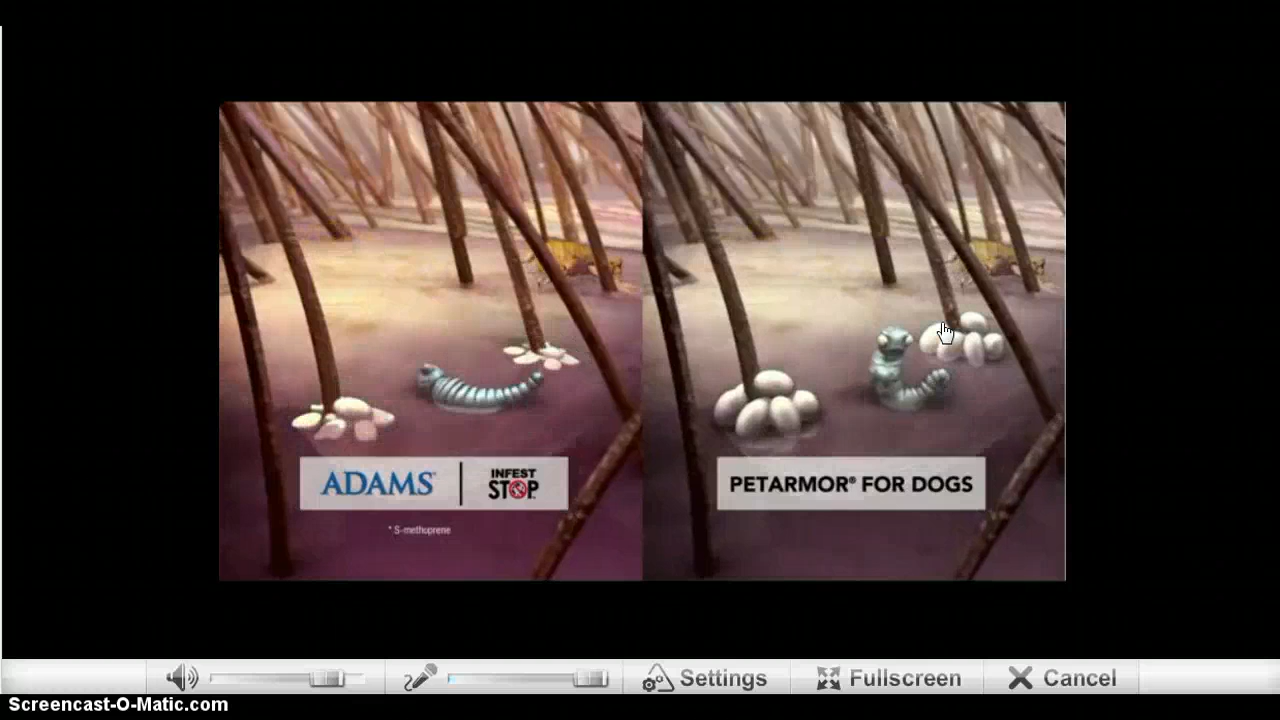 ADAMS®
INFEST
STOP
PETARMOR® FOR DOGS
* S-methoprene
Settings
Fullscreen
Cancel
Screencast-O-Matic.com